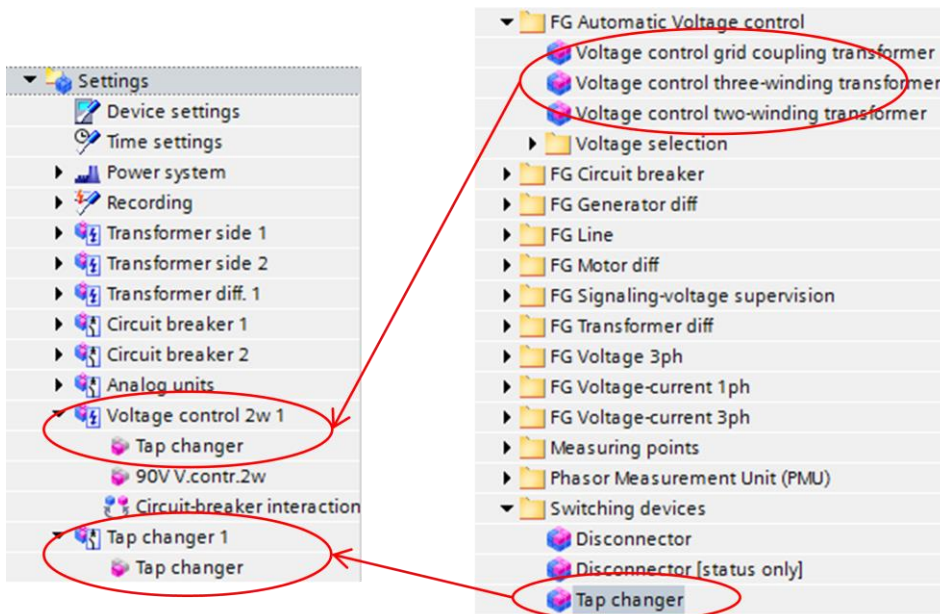 Settings
Device settings
Time settings
Power system
Recording
Transformer side 1
Transformer side 2
Transformer diff. 1
Circuit breaker 1
Circuit breaker 2
Analog units
Voltage control 2w 1
Tap changer
90V V.contr.2w
Circuit-breaker interaction
Tap changer 1
Tap changer
FG Automatic Voltage control
Voltage control grid coupling transformer
Voltage control three-winding transformer
Voltage control two-winding transformer
Voltage selection
FG Circuit breaker
FG Generator diff
FG Line
FG Motor diff
FG Signaling-voltage supervision
FG Transformer diff
FG Voltage 3ph
FG Voltage-current 1ph
FG Voltage-current 3ph
Measuring points
Phasor Measurement Unit (PMU)
Switching devices
Disconnector
Disconnector [status only]
Tap changer